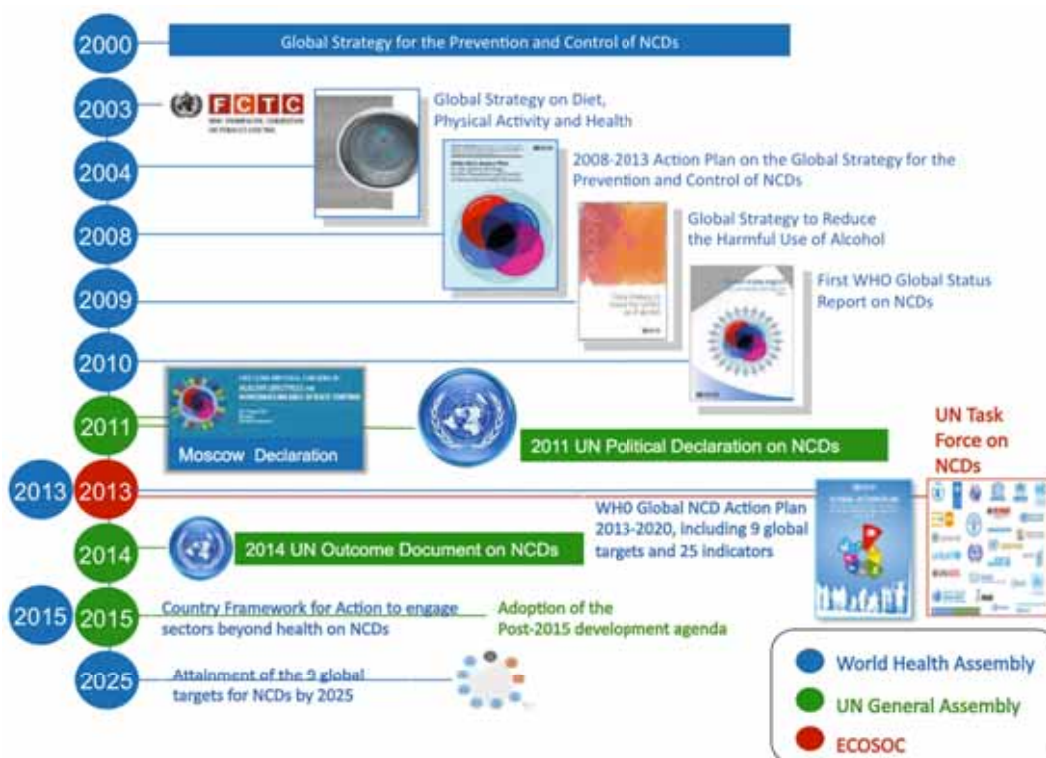 2000
Global Strategy for the Prevention and Control of NCDs
2003
FCTC
Global Strategy on Diet,
Physical Activity and Health
2004
2008-2013 Action Plan on the Global Strategy for the
Prevention and Control of NCDs
2008
Global Strategy to Reduce
the Harmful Use of Alcohol
2009
First WHO Global Status
Report on NCDs
2010
2011
Moscow Declaration
2011 UN Political Declaration on NCDs
UN Task
Force on
NCDs
2013
2013
WHO Global NCD Action Plan
2013-2020, including 9 global
targets and 25 indicators
2014
2014 UN Outcome Document on NCDs
2015
2015
Country Framework for Action to engage
sectors beyond health on NCDs
Adoption of the
Post-2015 development agenda
2025
Attainment of the 9 global
targets for NCDs by 2025
World Health Assembly
UN General Assembly
ECOSOC